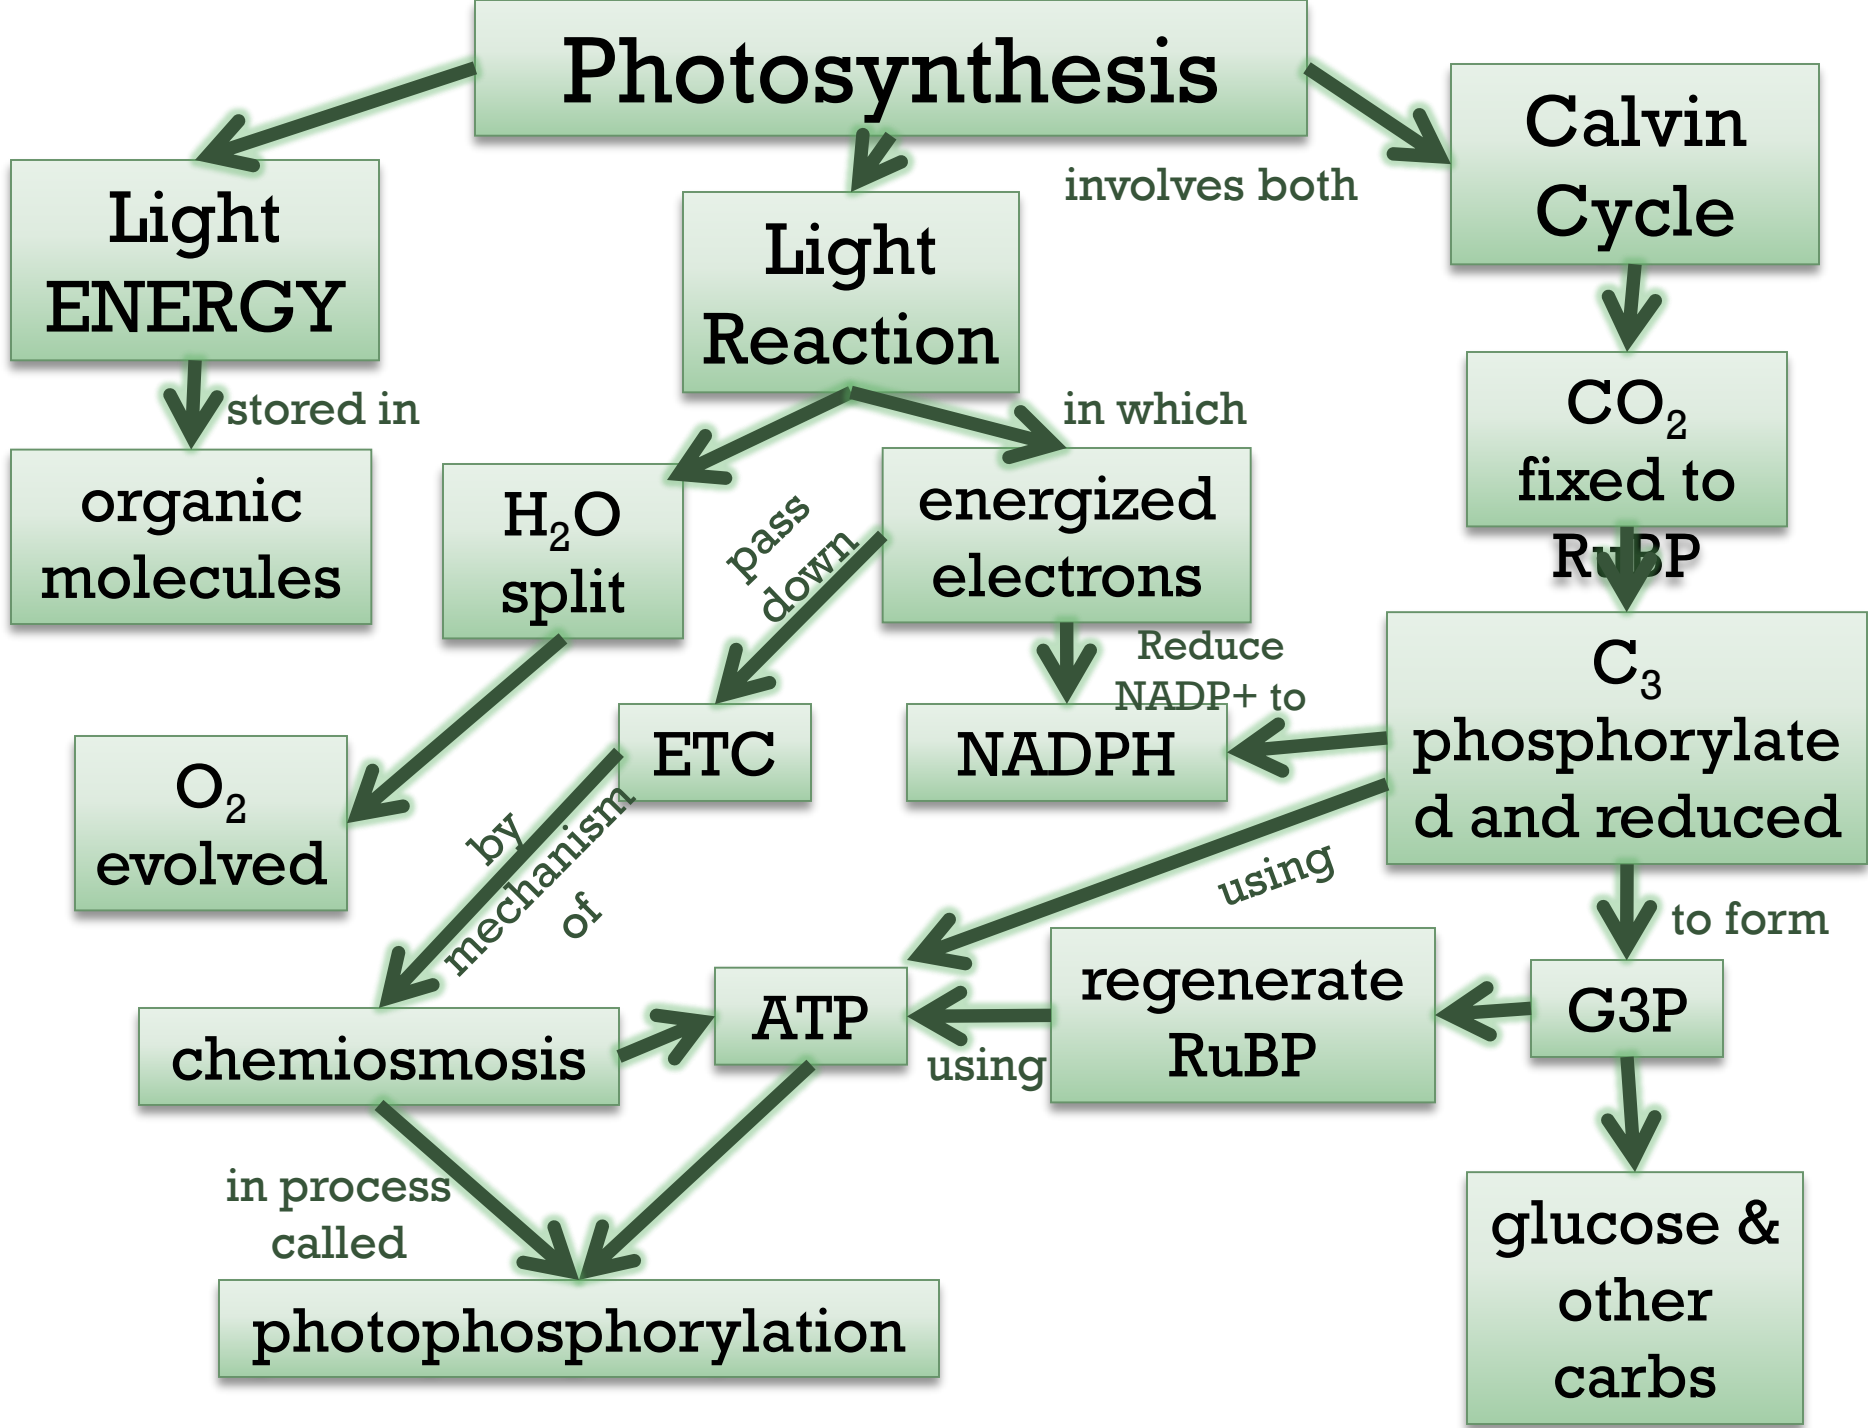 Photosynthesis
Calvin
Cycle
involves both
Light
ENERGY
Light
Reaction
stored in
in which
CO₂
fixed to
RuBP
organic
molecules
H₂O
split
pass
down
energized
electrons
Reduce
NADP+ to
C₃
phosphorylate
d and reduced
O₂
evolved
ETC
NADPH
by
mechanism
of
using
to form
chemiosmosis
ATP
regenerate
RuBP
G3P
using
in process
called
photophosphorylation
glucose &
other
carbs